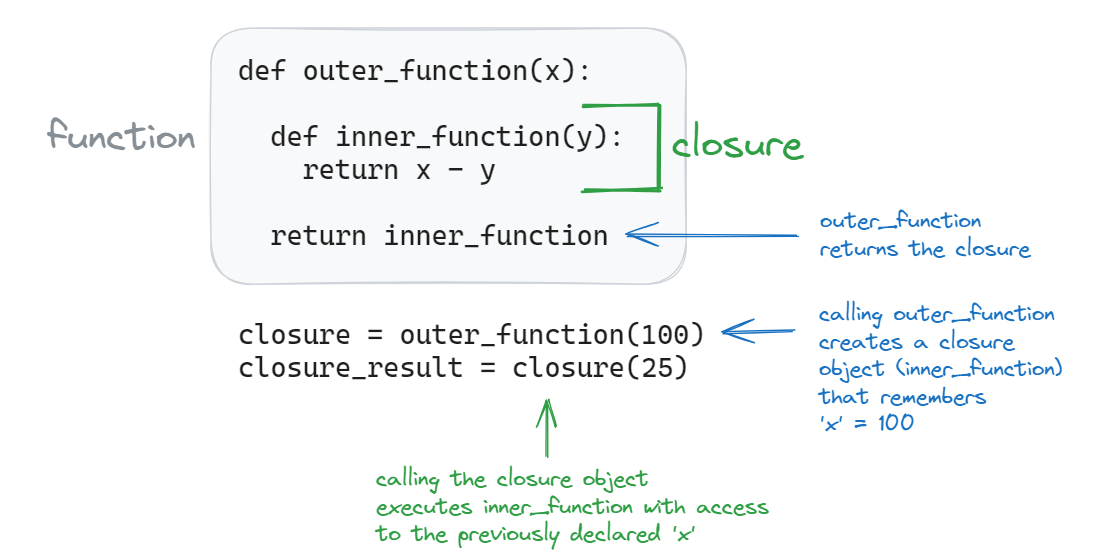 def outer_function(x):
function
def inner_function(y):
return x - y
closure
return inner_function
outer_function
returns the closure
closure = outer_function(100)
closure_result = closure(25)
calling outer_function
creates a closure
object (inner_function)
that remembers
'x' = 100
calling the closure object
executes inner_function with access
to the previously declared 'x'